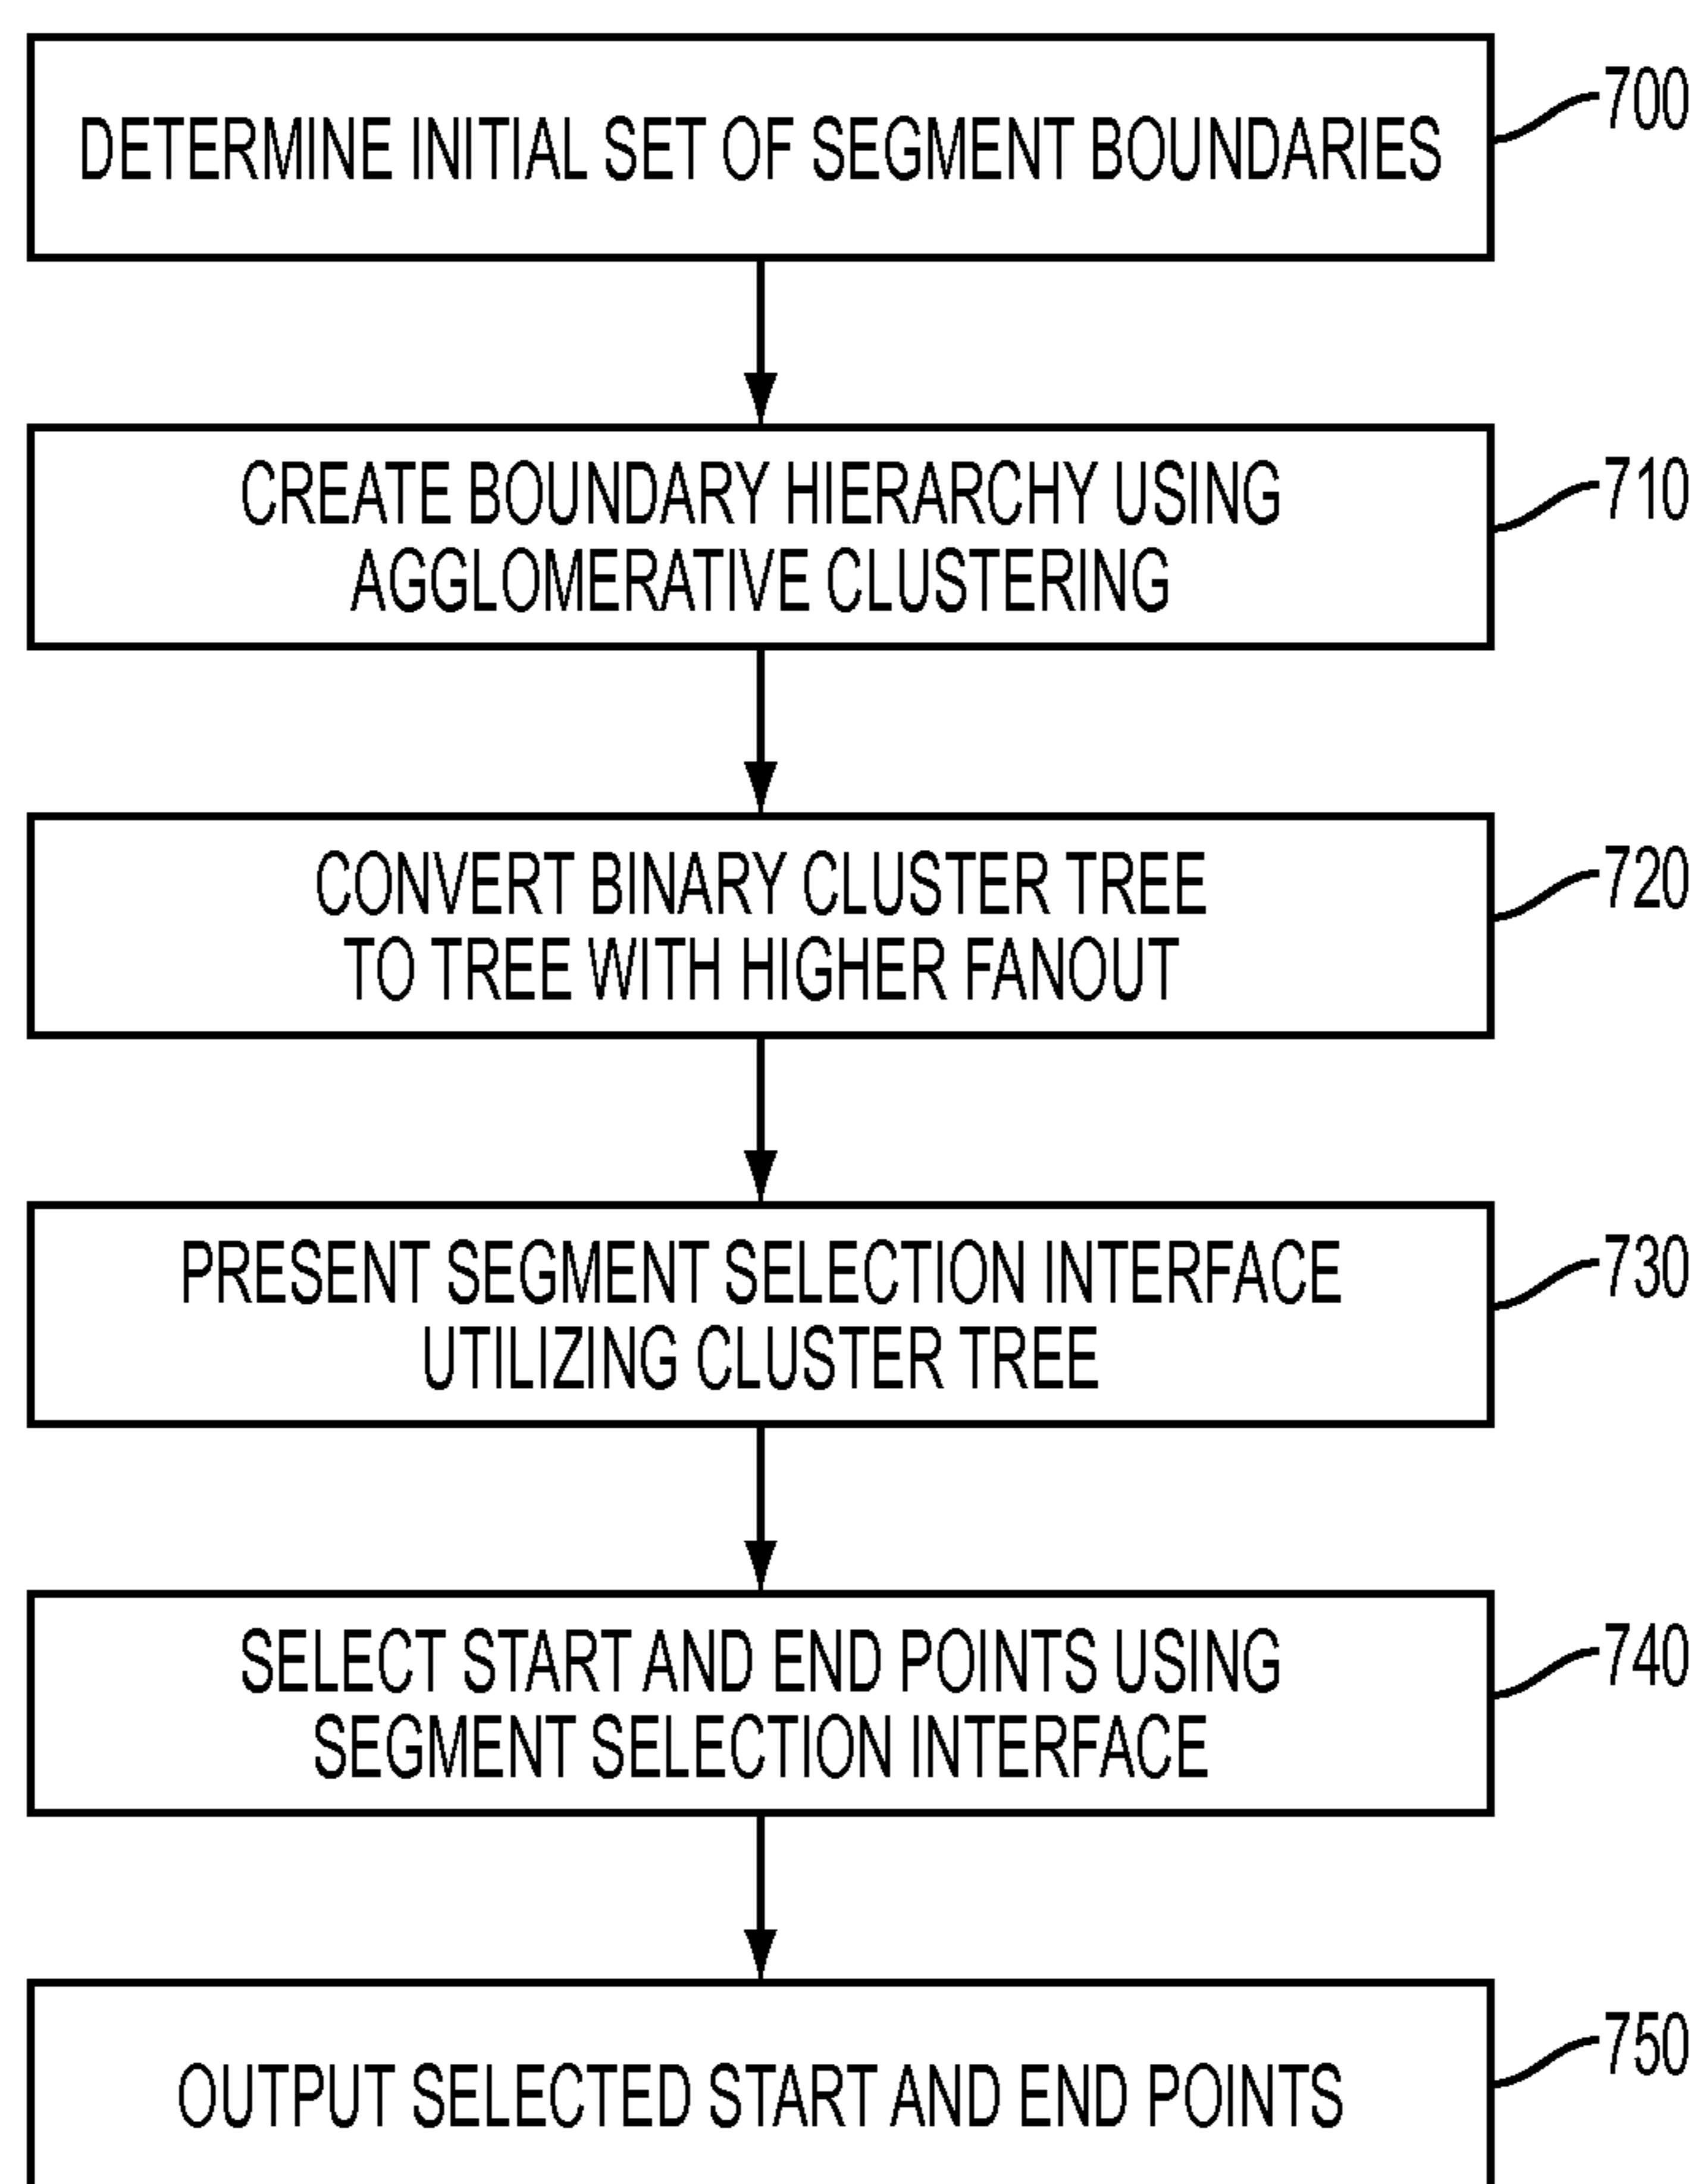 DETERMINE INITIAL SET OF SEGMENT BOUNDARIES
700
CREATE BOUNDARY HIERARCHY USING
AGGLOMERATIVE CLUSTERING
710
CONVERT BINARY CLUSTER TREE
TO TREE WITH HIGHER FANOUT
720
PRESENT SEGMENT SELECTION INTERFACE
UTILIZING CLUSTER TREE
730
SELECT START AND END POINTS USING
SEGMENT SELECTION INTERFACE
740
OUTPUT SELECTED START AND END POINTS
750